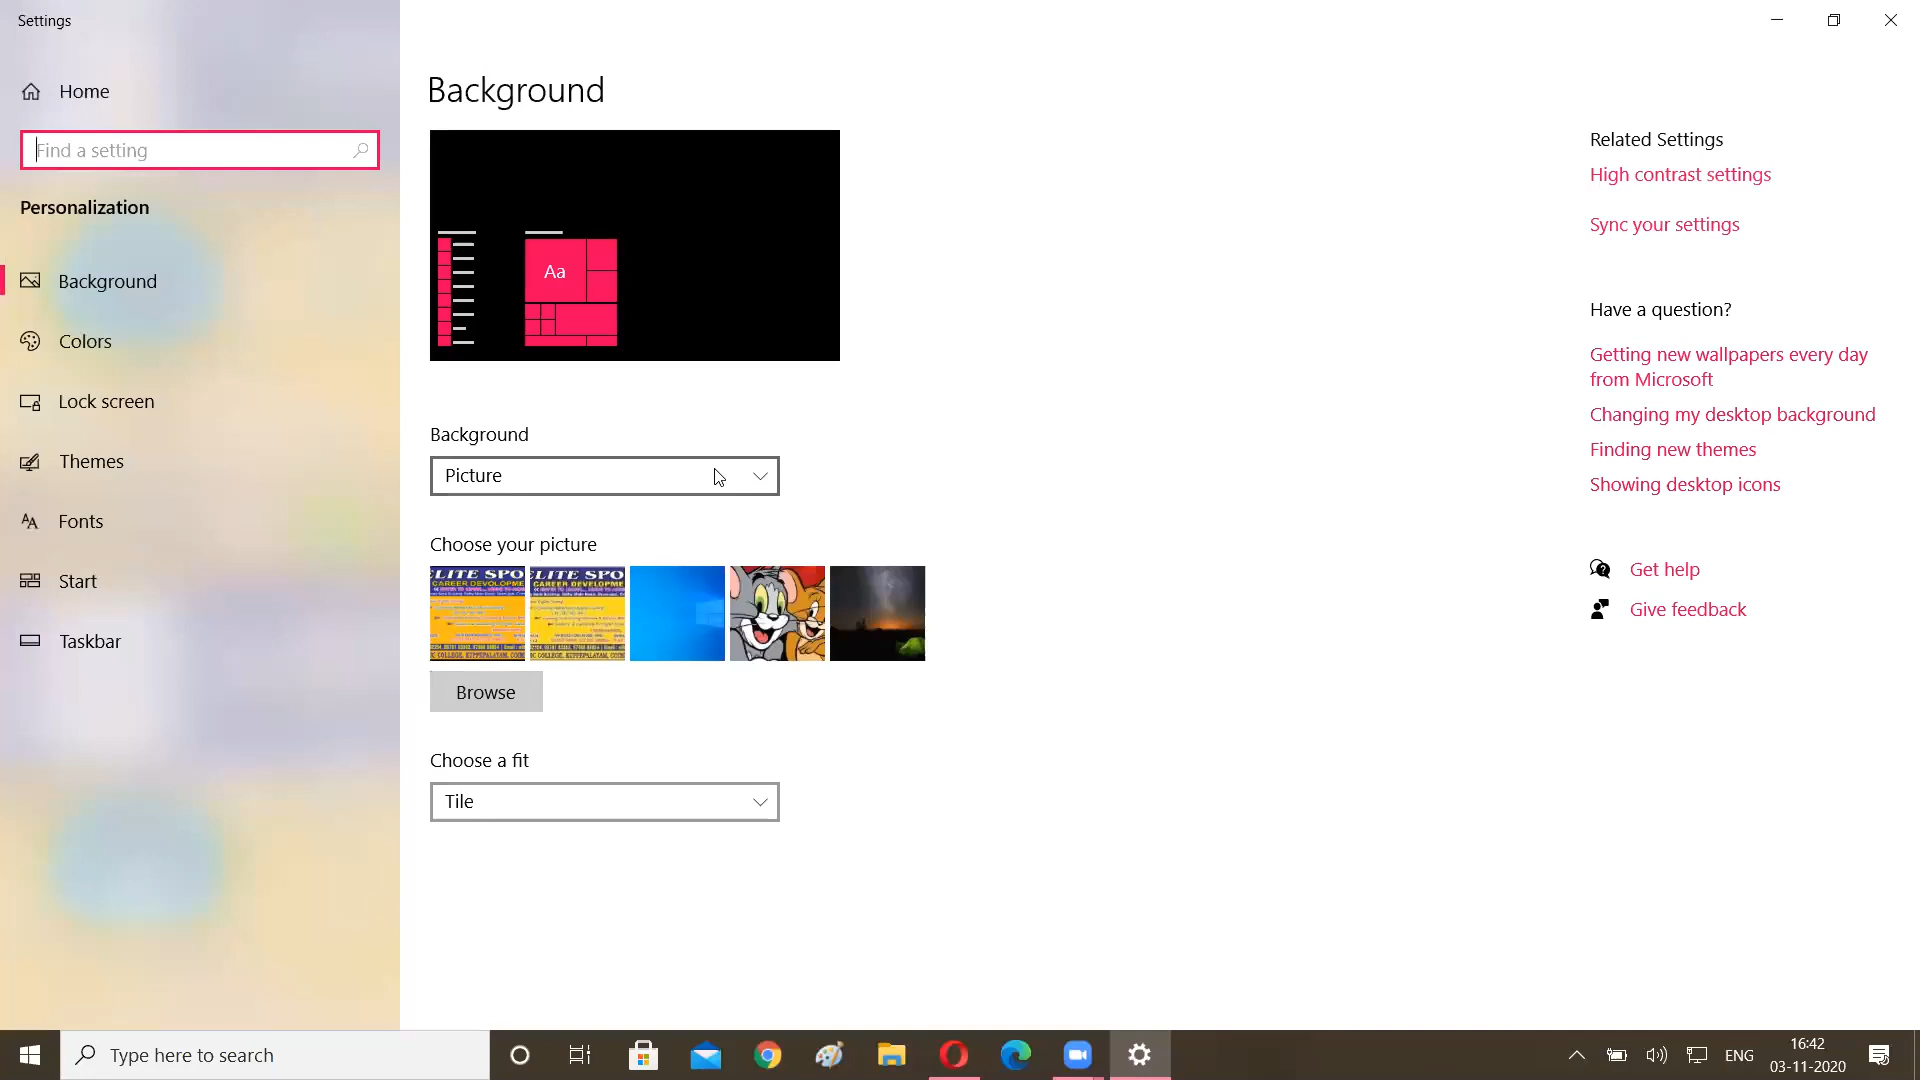 Settings
Home
Find a setting
Personalization
Background
Colors
Lock screen
Themes
Fonts
Start
Taskbar
Background
Aa
Background
Picture
Choose your picture
ELITE SPO
CAREER DEVOLOPME
ELITE SPO
CAREER DEVELOPME
Browse
Choose a fit
Tile
Related Settings
High contrast settings
Sync your settings
Have a question?
Getting new wallpapers every day
from Microsoft
Changing my desktop background
Finding new themes
Showing desktop icons
Get help
Give feedback
Type here to search
ENG
16:42
03-11-2020